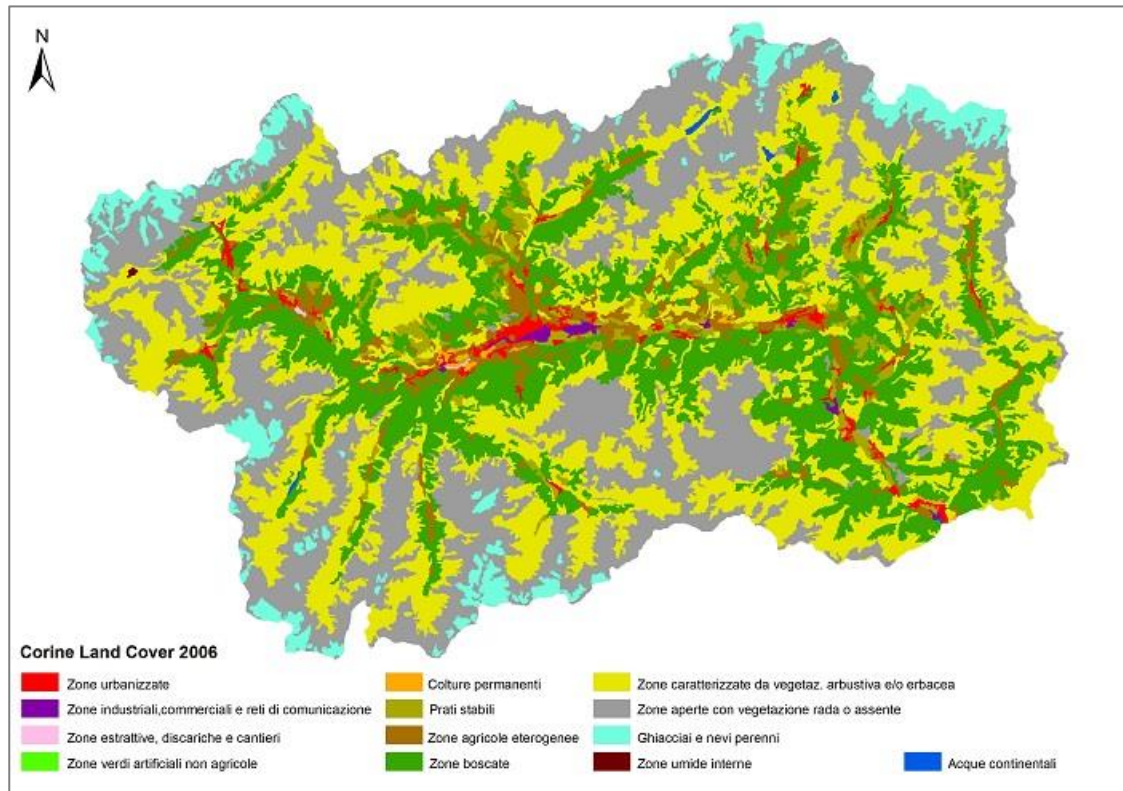 N
Corine Land Cover 2006
Zone urbanizzate
Zone industriali,commerciali e reti di comunicazione
Zone estrattive, discariche e cantieri
Zone verdi artificiali non agricole
Colture permanenti
Prati stabili
Zone agricole eterogenee
Zone boscate
Zone caratterizzate da vegetaz. arbustiva e/o erbacea
Zone aperte con vegetazione rada o assente
Ghiacciai e nevi perenni
Zone umide interne
Acque continentali